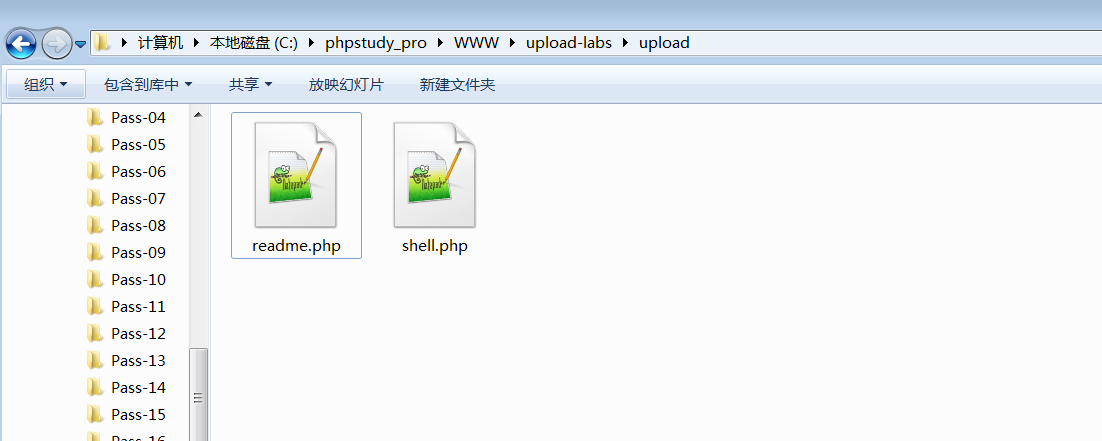 计算机 本地磁盘 (C:) phpstudy_pro WWW upload-labs upload
组织 包含到库中 共享 放映幻灯片 新建文件夹
Pass-04
Pass-05
Pass-06
Pass-07
Pass-08
Pass-09
Pass-10
Pass-11
Pass-12
Pass-13
Pass-14
Pass-15
Pass-16
readme.php shell.php